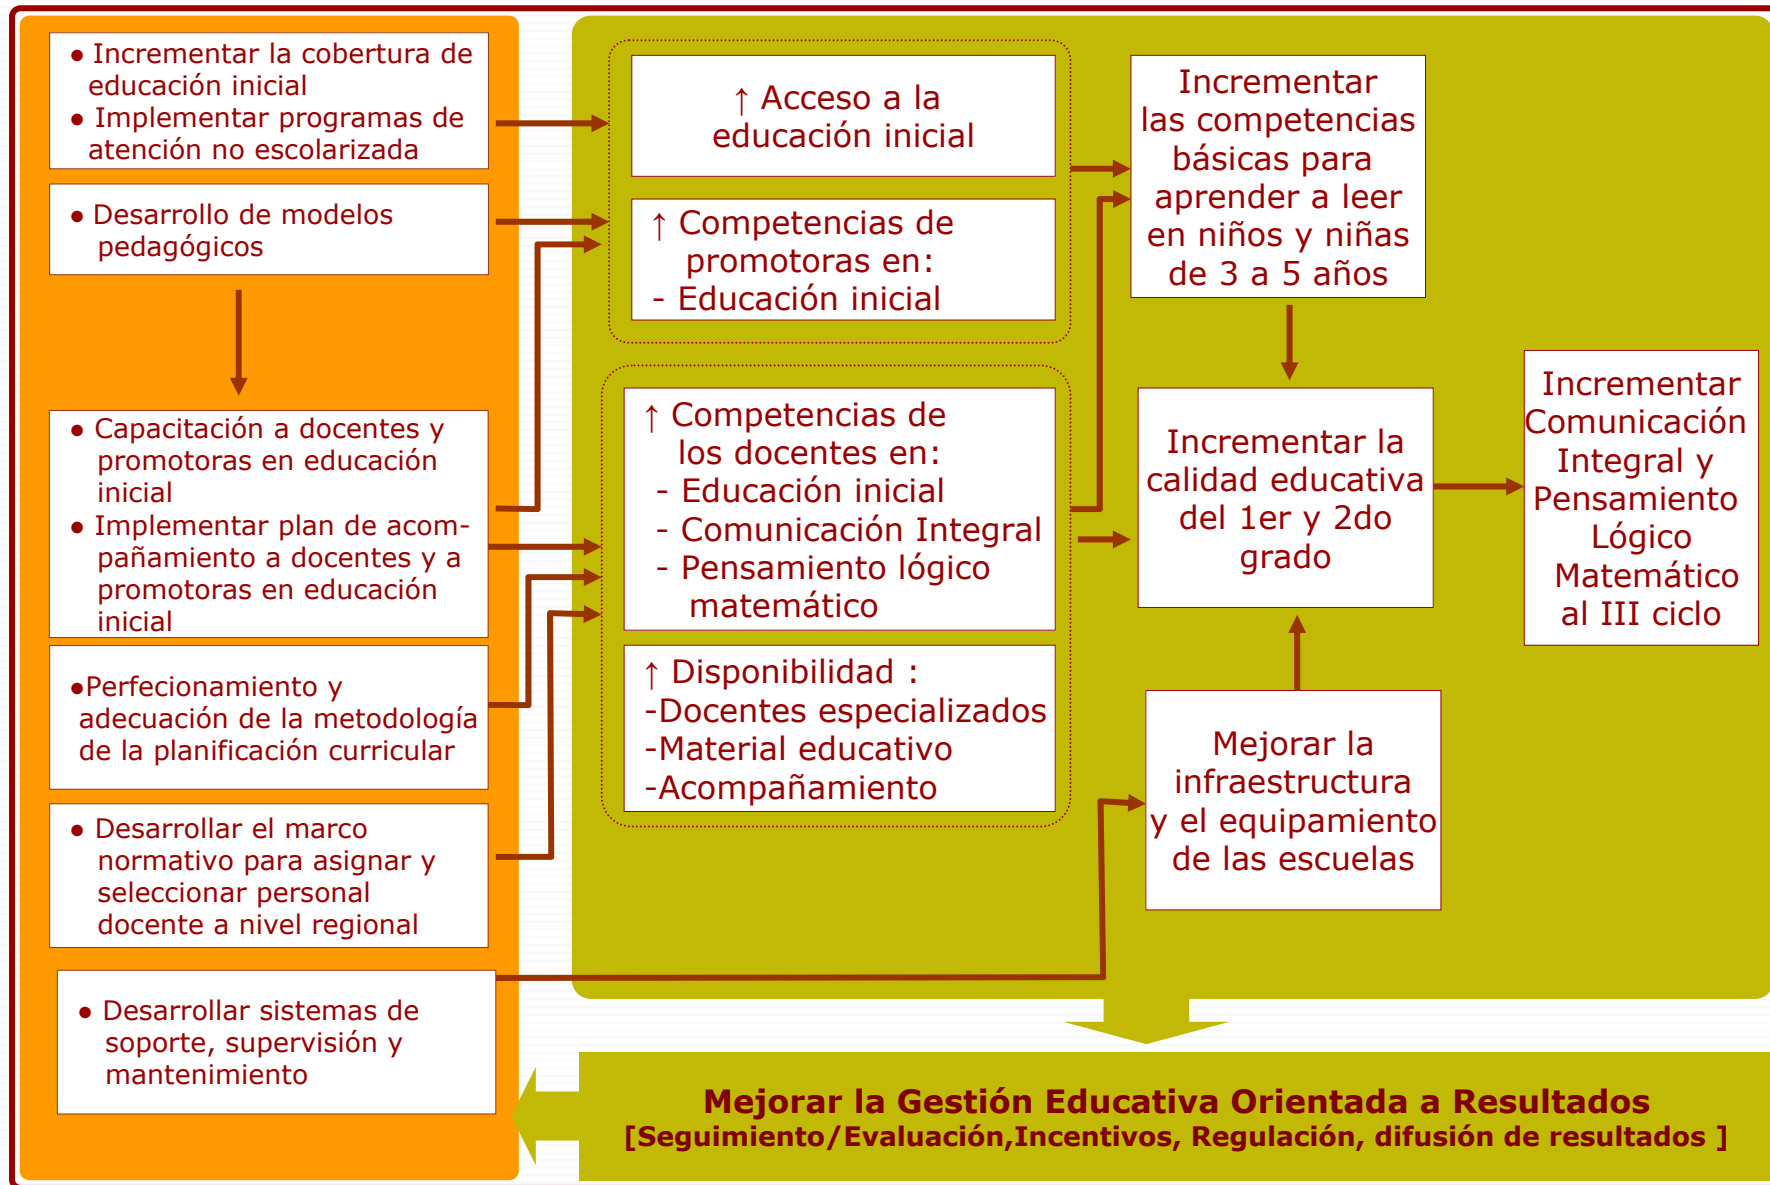 ● Incrementar la cobertura de
educación inicial
● Implementar programas de
atención no escolarizada
● Desarrollo de modelos
pedagógicos
● Capacitación a docentes y
promotoras en educación
inicial
● Implementar plan de acom-
pañamiento a docentes y a
promotoras en educación
inicial
●Perfecionamiento y
adecuación de la metodología
de la planificación curricular
● Desarrollar el marco
normativo para asignar y
seleccionar personal
docente a nivel regional
● Desarrollar sistemas de
soporte, supervisión y
mantenimiento
↑ Acceso a la
educación inicial
↑ Competencias de
promotoras en:
- Educación inicial
↑ Competencias de
los docentes en:
- Educación inicial
- Comunicación Integral
- Pensamiento lógico
matemático
↑ Disponibilidad :
-Docentes especializados
-Material educativo
-Acompañamiento
Incrementar
las competencias
básicas para
aprender a leer
en niños y niñas
de 3 a 5 años
Incrementar la
calidad educativa
del 1er y 2do
grado
Mejorar la
infraestructura
y el equipamiento
de las escuelas
Incrementar
Comunicación
Integral y
Pensamiento
Lógico
Matemático
al III ciclo
Mejorar la Gestión Educativa Orientada a Resultados
[Seguimiento/Evaluación,Incentivos, Regulación, difusión de resultados ]